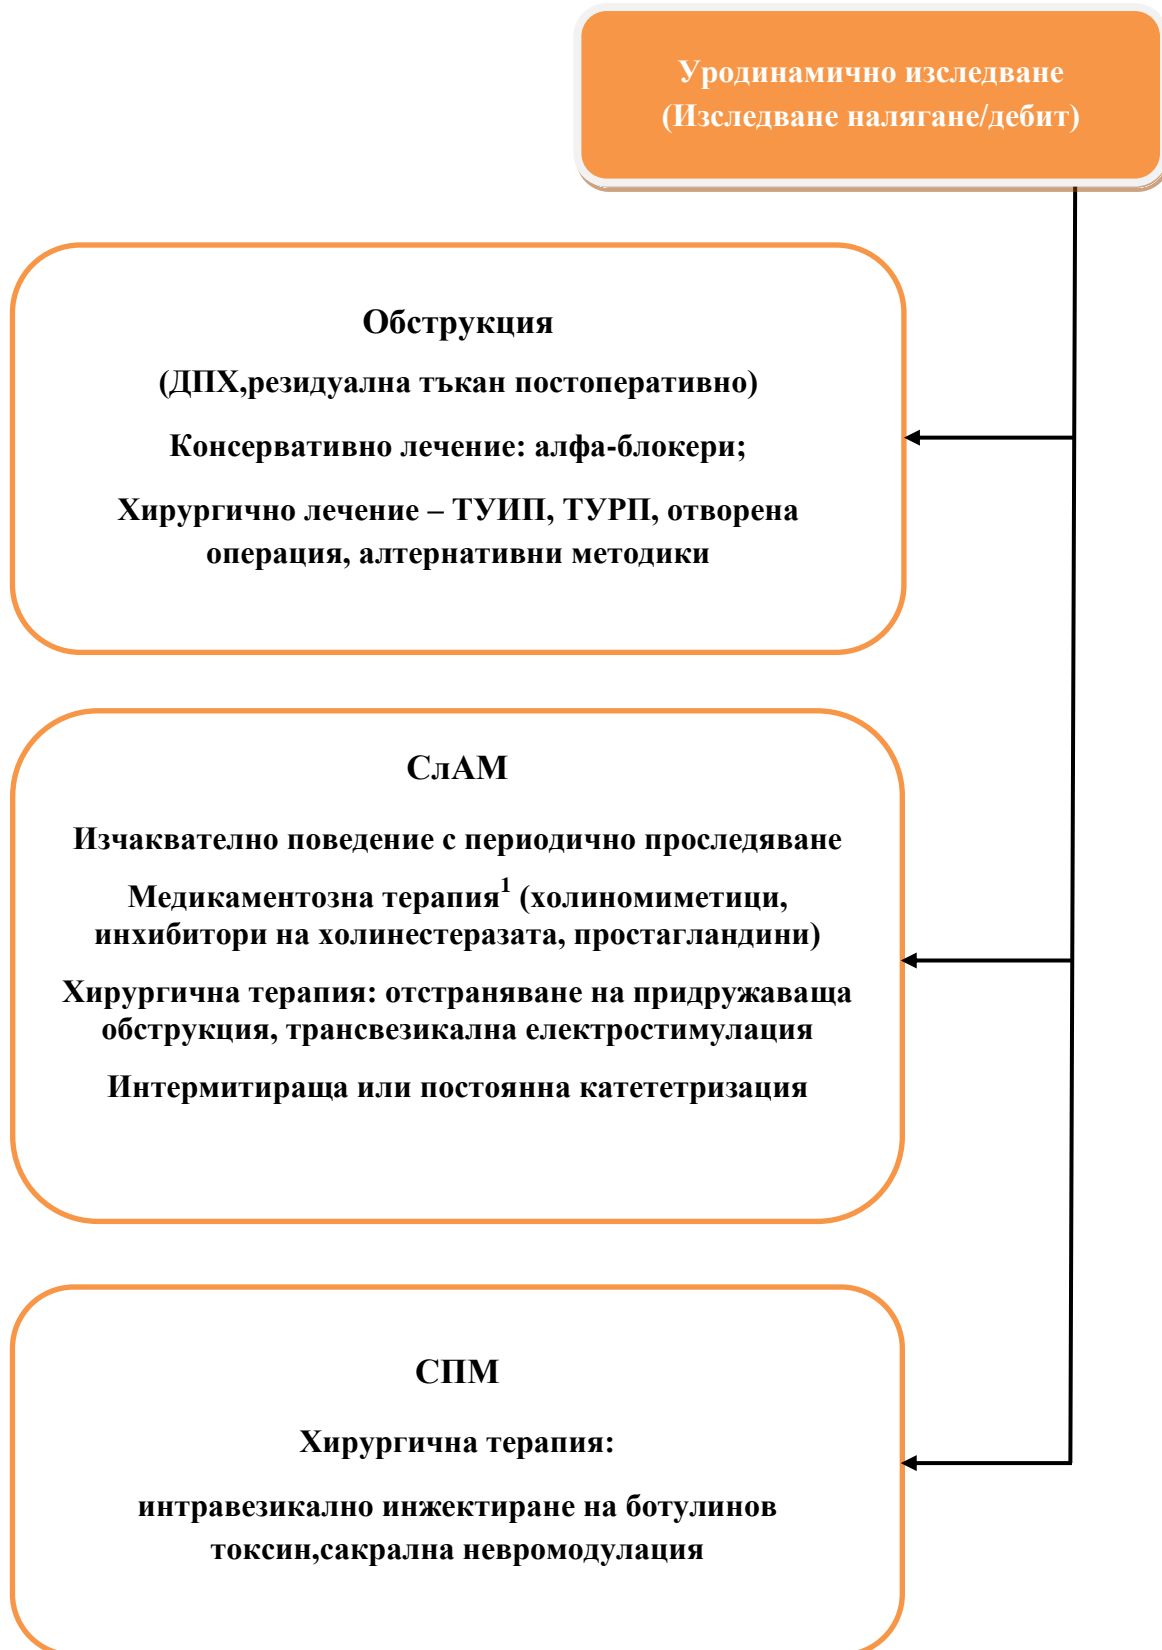 Уродинамично изследване
(Изследване налягане/дебит)
Обструкция
(ДПХ,резидуална тъкан постоперативно)
Консервативно лечение: алфа-блокери;
Хирургично лечение – ТУИП, ТУРП, отворена
операция, алтернативни методики
СлАМ
Изчаквателно поведение с периодично проследяване
Медикаментозна терапия¹ (холиномиметици,
инхибитори на холинестеразата, простагландини)
Хирургична терапия: отстраняване на придружаваща
обструкция, трансвезикална електростимулация
Интермитираща или постоянна катететризация
СПМ
Хирургична терапия:
интравезикално инжектиране на ботулинов
токсин,сакрална невромодулация